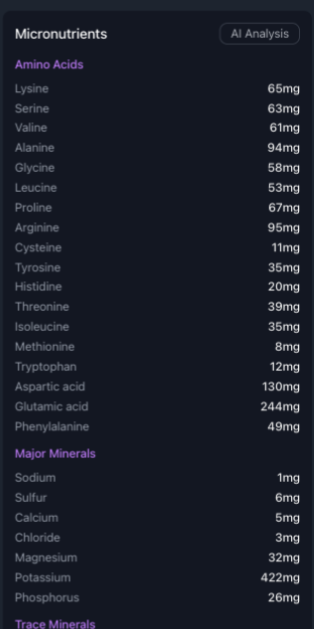 Micronutrients AI Analysis
Amino Acids
Lysine 65mg
Serine 63mg
Valine 61mg
Alanine 94mg
Glycine 58mg
Leucine 53mg
Proline 67mg
Arginine 95mg
Cysteine 11mg
Tyrosine 35mg
Histidine 20mg
Threonine 39mg
Isoleucine 35mg
Methionine 8mg
Tryptophan 12mg
Aspartic acid 130mg
Glutamic acid 244mg
Phenylalanine 49mg
Major Minerals
Sodium 1mg
Sulfur 6mg
Calcium 5mg
Chloride 3mg
Magnesium 32mg
Potassium 422mg
Phosphorus 26mg
Trace Minerals